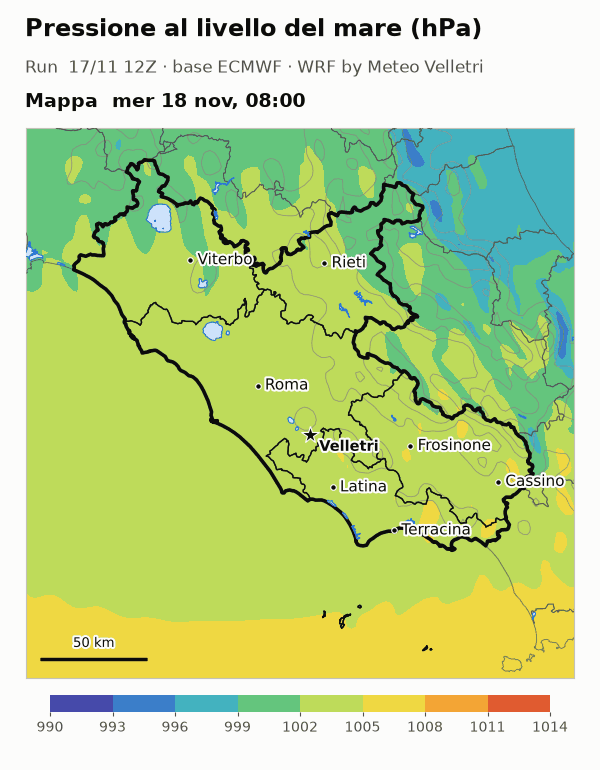 Pressione al livello del mare (hPa)
Run  17/11 12Z · base ECMWF · WRF by Meteo Velletri
Mappa  mer 18 nov, 08:00
Viterbo
Rieti
Roma
Velletri
Frosinone
Latina
Cassino
Terracina
50 km
990 993 996 999 1002 1005 1008 1011 1014